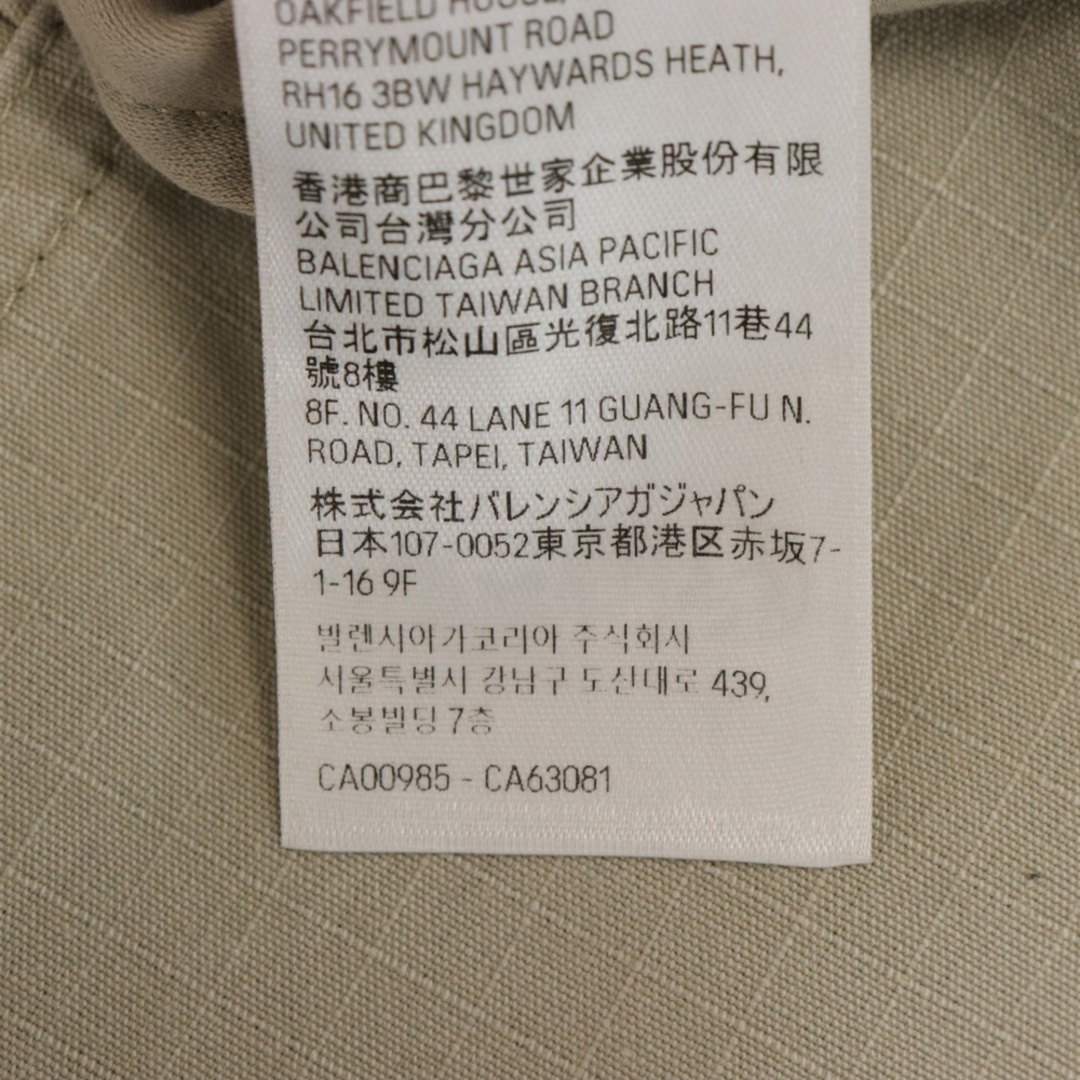 OAKFIELD HOUSE,
PERRYMOUNT ROAD
RH16 3BW HAYWARDS HEATH,
UNITED KINGDOM
香港商巴黎世家企業股份有限
公司台灣分公司
BALENCIAGA ASIA PACIFIC
LIMITED TAIWAN BRANCH
台北市松山區光復北路11巷44
號8樓
8F. NO. 44 LANE 11 GUANG-FU N.
ROAD, TAPEI, TAIWAN
株式会社バレンシアガジャパン
日本107-0052東京都港区赤坂7-
1-16 9F
발렌시아가코리아 주식회사
서울특별시 강남구 도산대로 439,
소봉빌딩 7층
CA00985 - CA63081